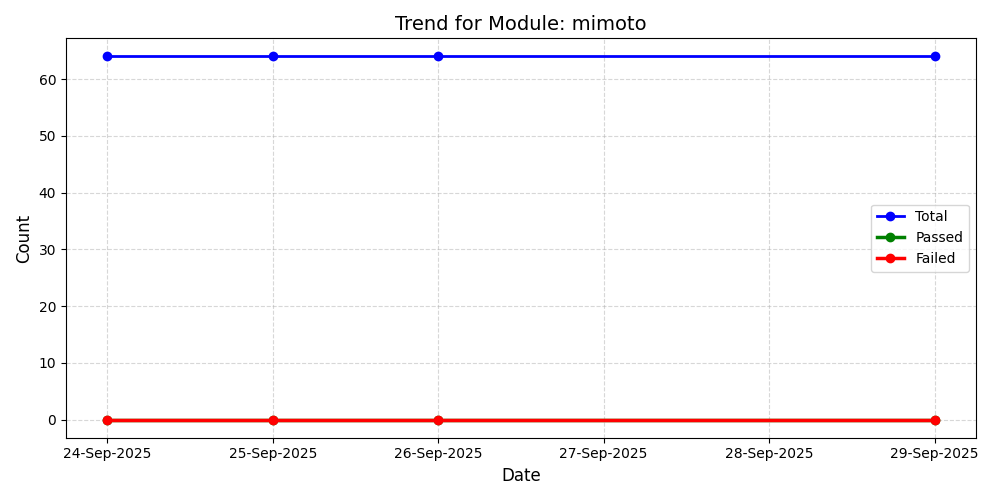 Trend for Module: mimoto
Count
60
50
40
30
20
10
0
Total
Passed
Failed
24-Sep-2025
25-Sep-2025
26-Sep-2025
27-Sep-2025
28-Sep-2025
29-Sep-2025
Date